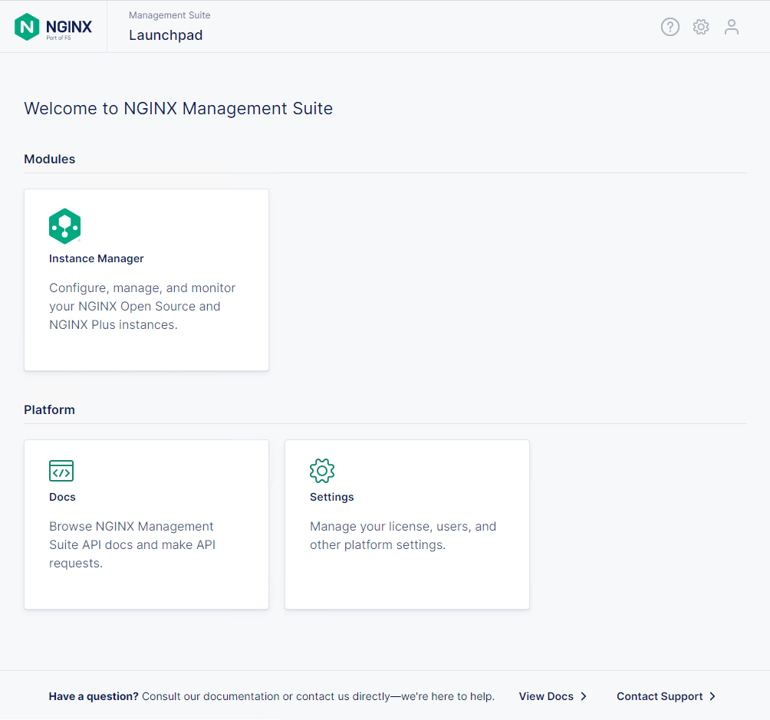 NGINX
Part of F5
Management Suite
Launchpad
Welcome to NGINX Management Suite
Modules
Instance Manager
Configure, manage, and monitor
your NGINX Open Source and
NGINX Plus instances.
Platform
Docs
Browse NGINX Management
Suite API docs and make API
requests.
Settings
Manage your license, users, and
other platform settings.
Have a question? Consult our documentation or contact us directly—we're here to help. View Docs Contact Support